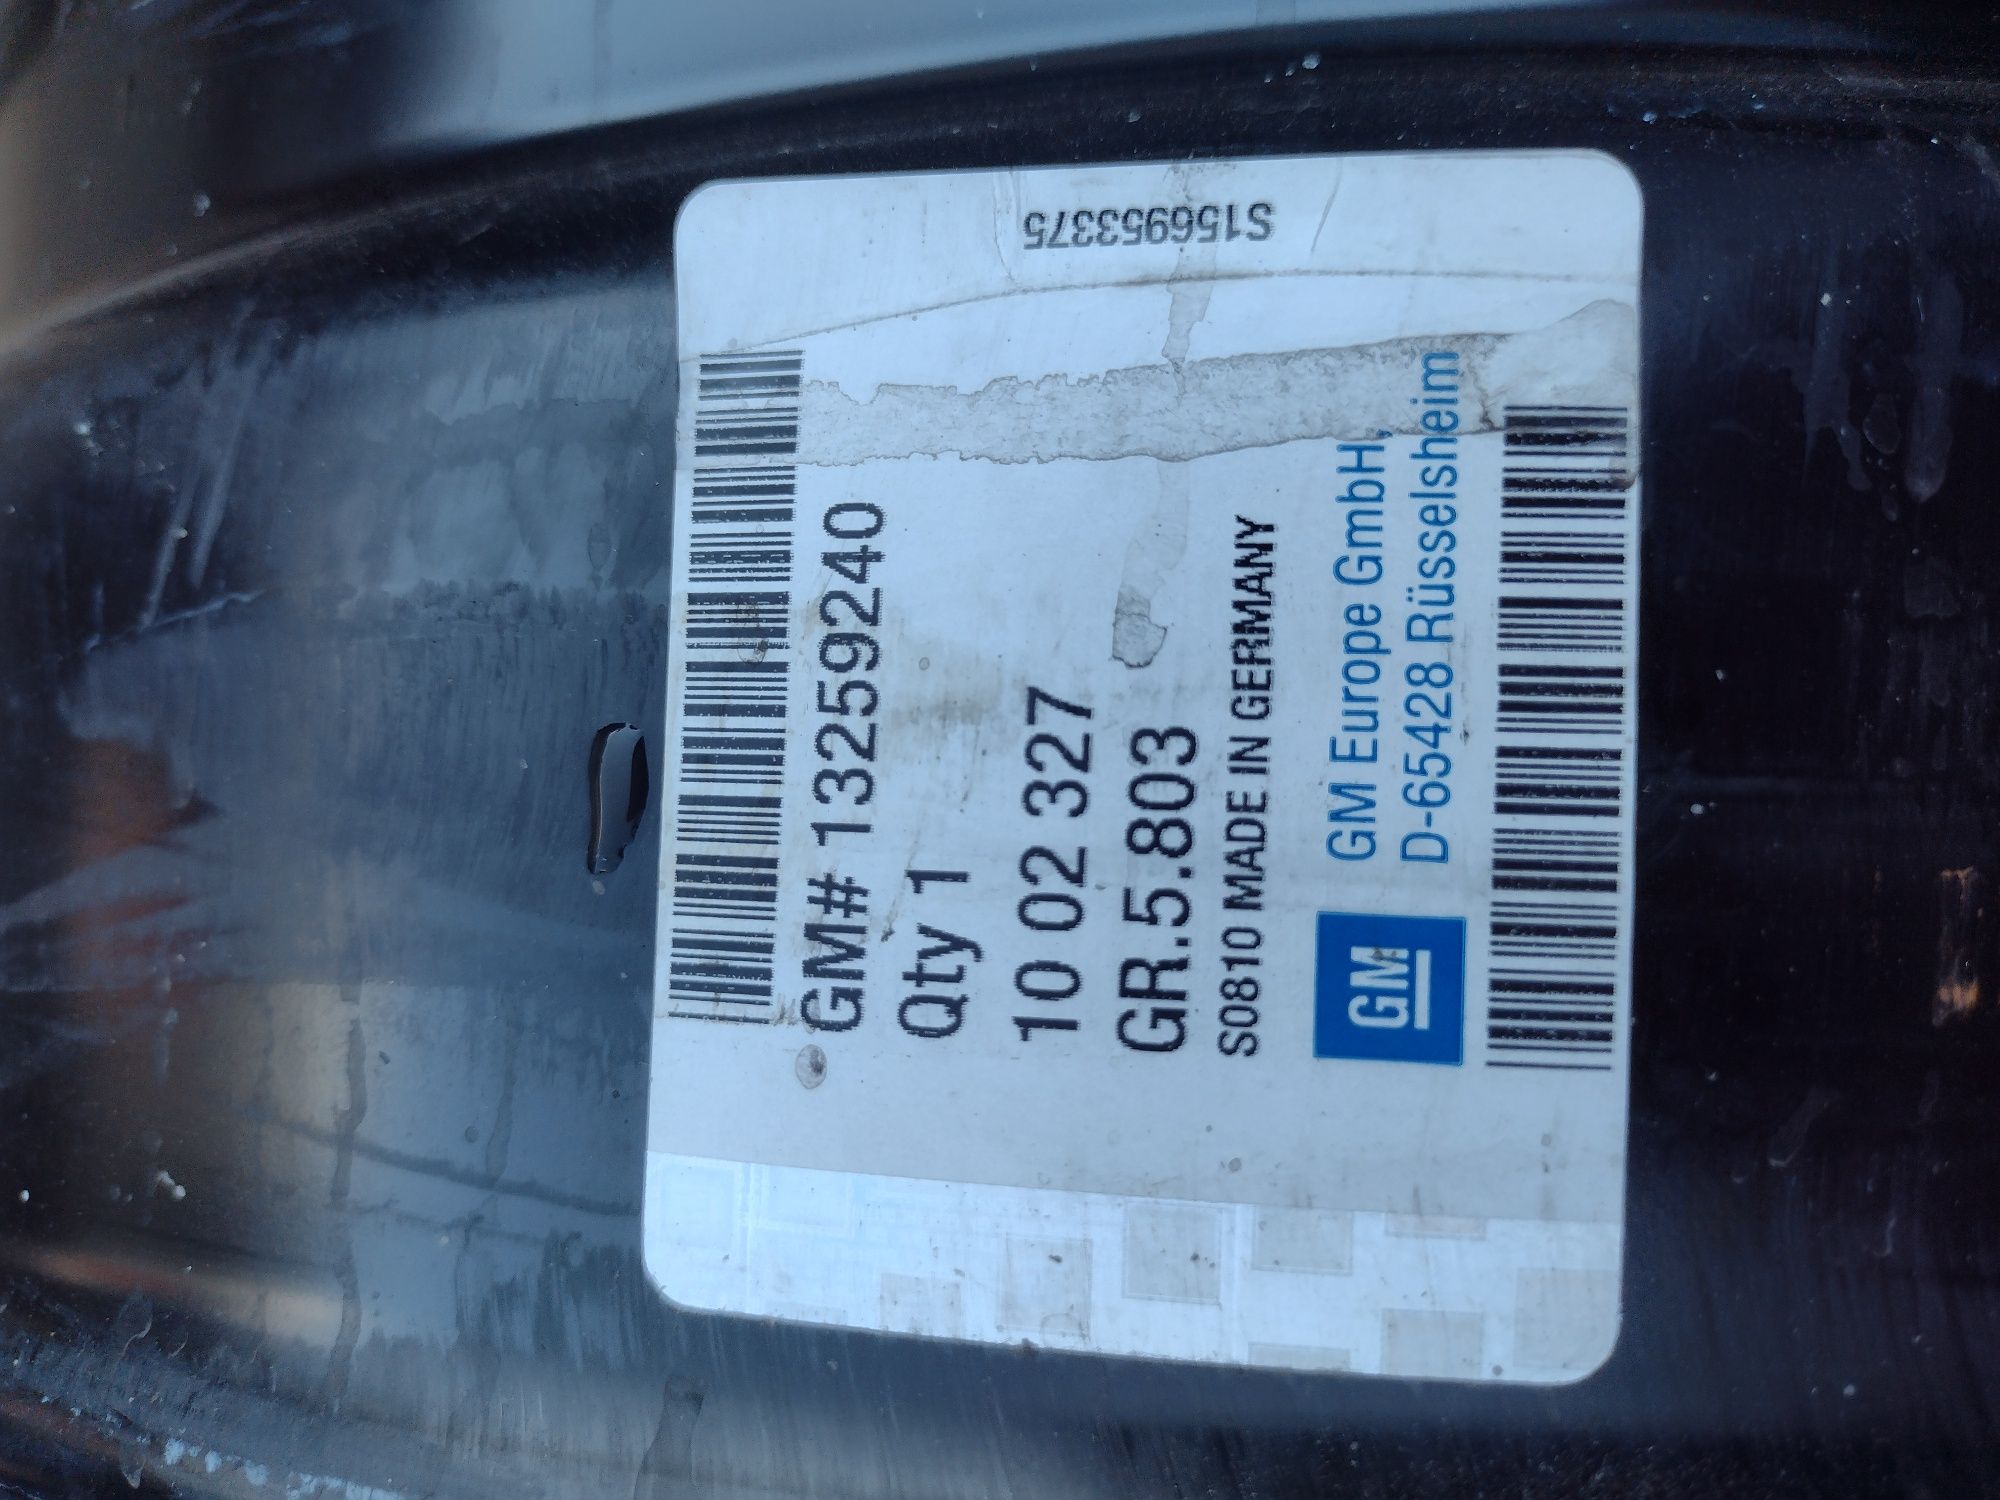 GM# 13259240
Qty 1
10 02 327
GR.5.803
S0810 MADE IN GERMANY
GM
GM Europe GmbH,
D-65428 Rüsselsheim
S156953375